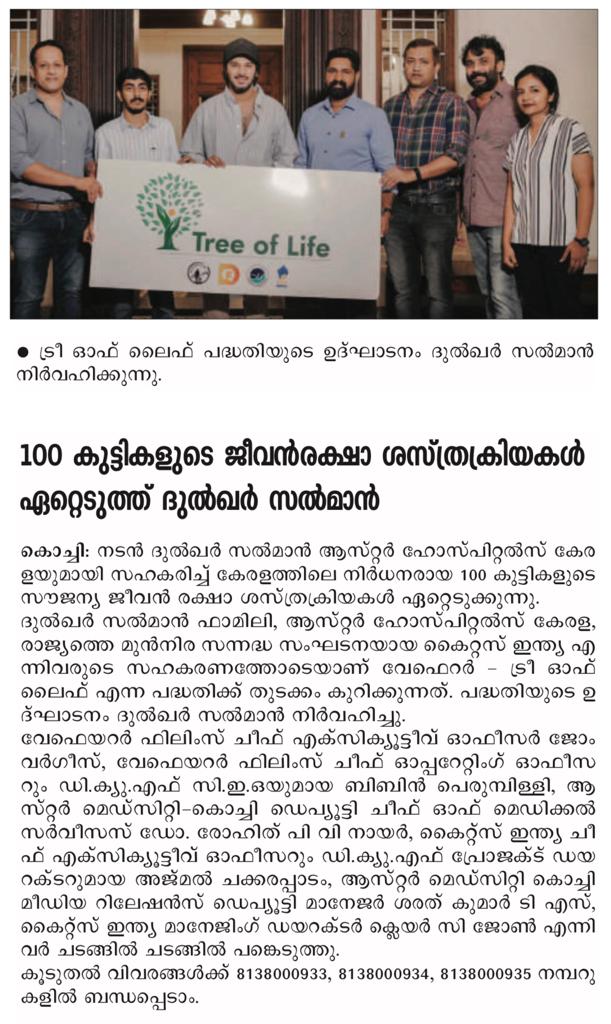 Tree of Life
● ട്രീ ഓഫ് ലൈഫ് പദ്ധതിയുടെ ഉദ്ഘാടനം ദുൽഖർ സൽമാൻ
നിർവഹിക്കുന്നു.
100 കുട്ടികളുടെ ജീവൻരക്ഷാ ശസ്ത്രക്രിയകൾ
ഏറ്റെടുത്ത് ദുൽഖർ സൽമാൻ
കൊച്ചി: നടൻ ദുൽഖർ സൽമാൻ ആസ്റ്റർ ഹോസ്പിറ്റൽസ് കേര
ളയുമായി സഹകരിച്ച് കേരളത്തിലെ നിർധനരായ 100 കുട്ടികളുടെ
സൗജന്യ ജീവൻ രക്ഷാ ശസ്ത്രക്രിയകൾ ഏറ്റെടുക്കുന്നു.
ദുൽഖർ സൽമാൻ ഫാമിലി, ആസ്റ്റർ ഹോസ്പിറ്റൽസ് കേരള,
രാജ്യത്തെ മുൻനിര സന്നദ്ധ സംഘടനയായ കൈറ്റ്സ് ഇന്ത്യ എ
ന്നിവരുടെ സഹകരണത്തോടെയാണ് വേഫെറർ – ട്രീ ഓഫ്
ലൈഫ് എന്ന പദ്ധതിക്ക് തുടക്കം കുറിക്കുന്നത്. പദ്ധതിയുടെ ഉ
ദ്ഘാടനം ദുൽഖർ സൽമാൻ നിർവഹിച്ചു.
വേഫെയറർ ഫിലിംസ് ചീഫ് എക്സിക്യൂട്ടീവ് ഓഫീസർ ജോം
വർഗീസ്, വേഫെയറർ ഫിലിംസ് ചീഫ് ഓപ്പറേറ്റിംഗ് ഓഫീസ
റും ഡി.ക്യു.എഫ് സി.ഇ.ഒയുമായ ബിബിൻ പെരുമ്പിള്ളി, ആ
സ്റ്റർ മെഡ്സിറ്റി-കൊച്ചി ഡെപ്യൂട്ടി ചീഫ് ഓഫ് മെഡിക്കൽ
സർവീസസ് ഡോ. രോഹിത് പി വി നായർ, കൈറ്റ്സ് ഇന്ത്യ ചീ
ഫ് എക്സിക്യൂട്ടീവ് ഓഫീസറും ഡി.ക്യു.എഫ് പ്രോജക്ട് ഡയ
റക്ടറുമായ അജ്മൽ ചക്കരപ്പാടം, ആസ്റ്റർ മെഡ്സിറ്റി കൊച്ചി
മീഡിയ റിലേഷൻസ് ഡെപ്യൂട്ടി മാനേജർ ശരത് കുമാർ ടി എസ്,
കൈറ്റ്സ് ഇന്ത്യ മാനേജിംഗ് ഡയറക്ടർ ക്ലെയർ സി ജോൺ എന്നി
വർ ചടങ്ങിൽ ചടങ്ങിൽ പങ്കെടുത്തു.
കൂടുതൽ വിവരങ്ങൾക്ക് 8138000933, 8138000934, 8138000935 നമ്പറു
കളിൽ ബന്ധപ്പെടാം.